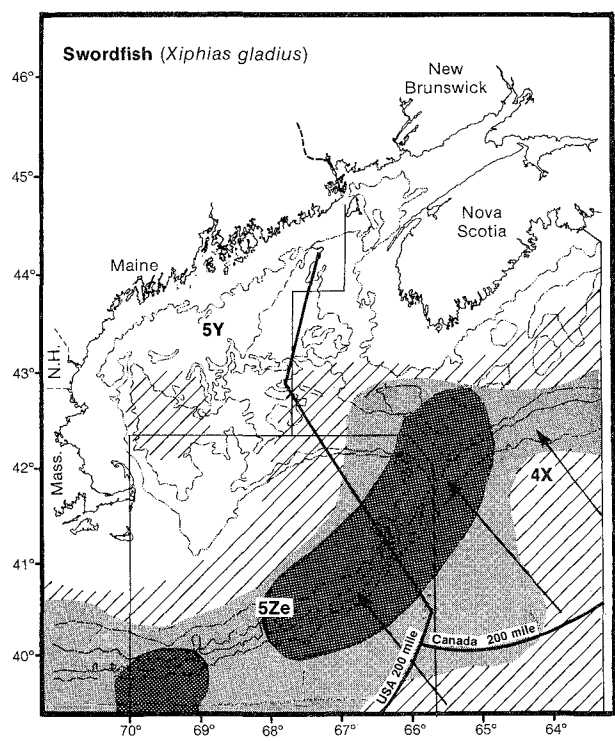 Swordfish (Xiphias gladius)
46°
New
Brunswick
45°
Nova
Scotia
Maine
44°
5Y
N.H.
43°
Mass.
42°
4X
41°
5Ze
Canada 200 mile
USA 200 mile
40°
70° 69° 68° 67° 66° 65° 64°